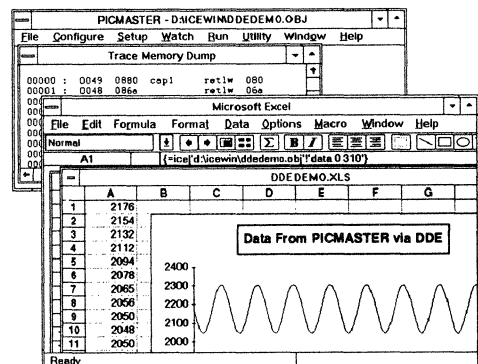 PICMASTER - D:\ICEWIN\DDEDEMO.OBJ
File Configure Setup Watch Run Utility Window Help
Trace Memory Dump
00000 : 0049 0880 cap1 retlw 080
00001 : 0048 086a retlw 06a
Microsoft Excel
File Edit Formula Format Data Options Macro Window Help
Normal Σ B I
A1 {=ice|'d:\icewin\ddedemo.obj'!'data 0 310'}
DDEDEMO.XLS
A B C D E F G
1 2176
2 2154
3 2132
4 2112
5 2094
6 2078
7 2065
8 2056
9 2050
10 2048
11 2050
Data From PICMASTER via DDE
2400
2300
2200
2100
2000
Ready